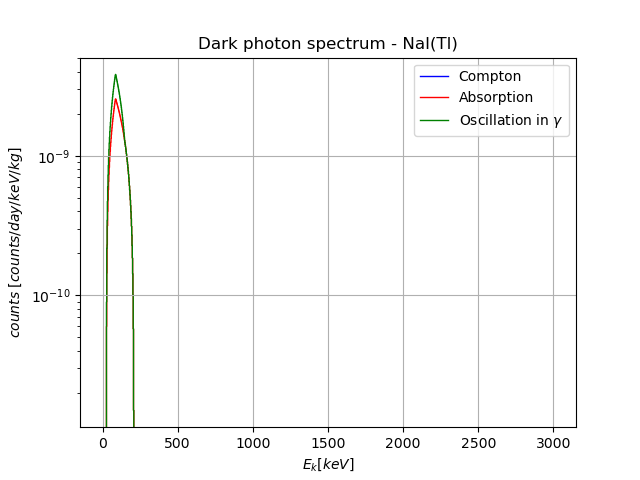 Dark photon spectrum - NaI(Tl)
Compton
Absorption
Oscillation in γ
counts [counts/day/keV/kg]
10⁻⁹
10⁻¹⁰
0 500 1000 1500 2000 2500 3000
Eₖ[keV]